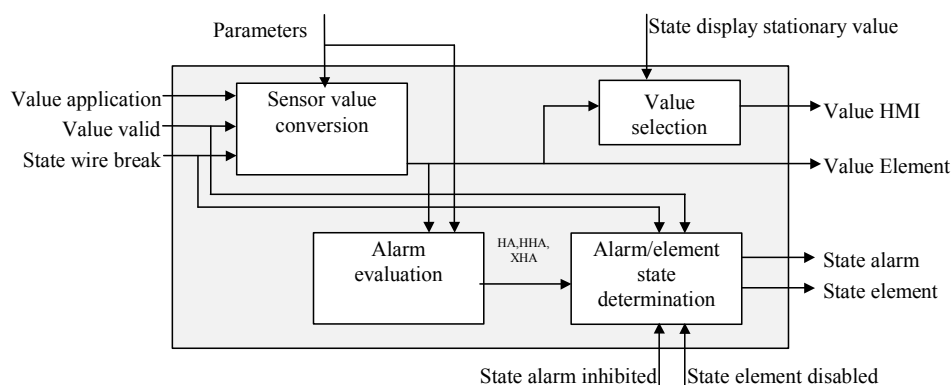 Parameters
State display stationary value
Value application
Value valid
State wire break
Sensor value
conversion
Value
selection
Value HMI
Value Element
Alarm
evaluation
HA,HHA,
XHA
Alarm/element
state
determination
State alarm
State element
State alarm inhibited
State element disabled